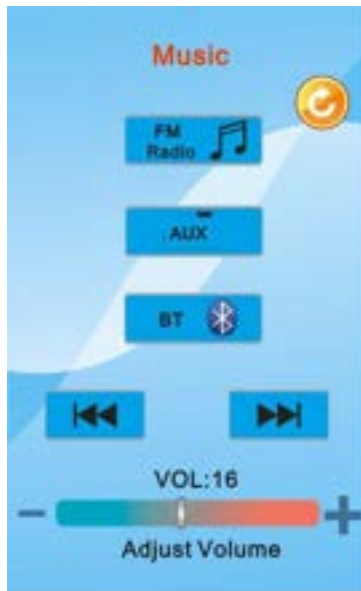 Music
FM
Radio
AUX
BT
VOL:16
Adjust Volume